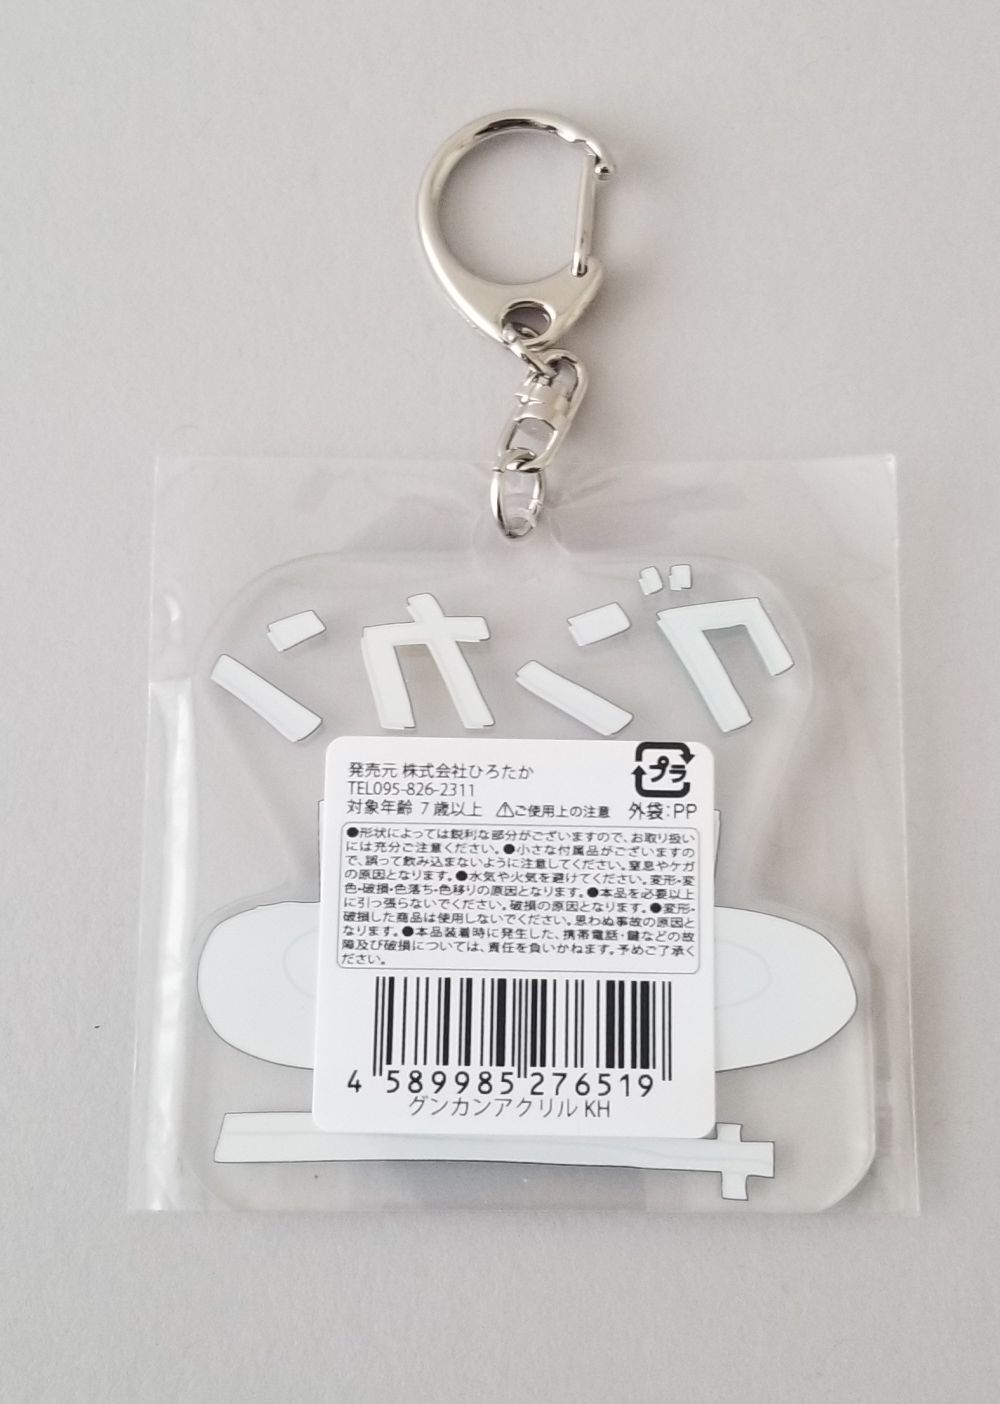 グンカン
発売元 株式会社ひろたか
TEL095-826-2311
対象年齢 7歳以上 ⚠ご使用上の注意
プラ
外袋:PP
●形状によっては鋭利な部分がございますので、お取り扱い
には充分ご注意ください。●小さな付属品がございますの
で、誤って飲み込まないように注意してください。窒息やケガ
の原因となります。●水気や火気を避けてください。変形・変
色・破損・色落ち・色移りの原因となります。●本品を必要以上
に引っ張らないでください。破損の原因となります。●変形・
破損した商品は使用しないでください。思わぬ事故の原因と
なります。●本品装着時に発生した、携帯電話・鍵などの故
障及び破損については、責任を負いかねます。予めご了承く
ださい。
4 589985 276519
グンカンアクリル KH